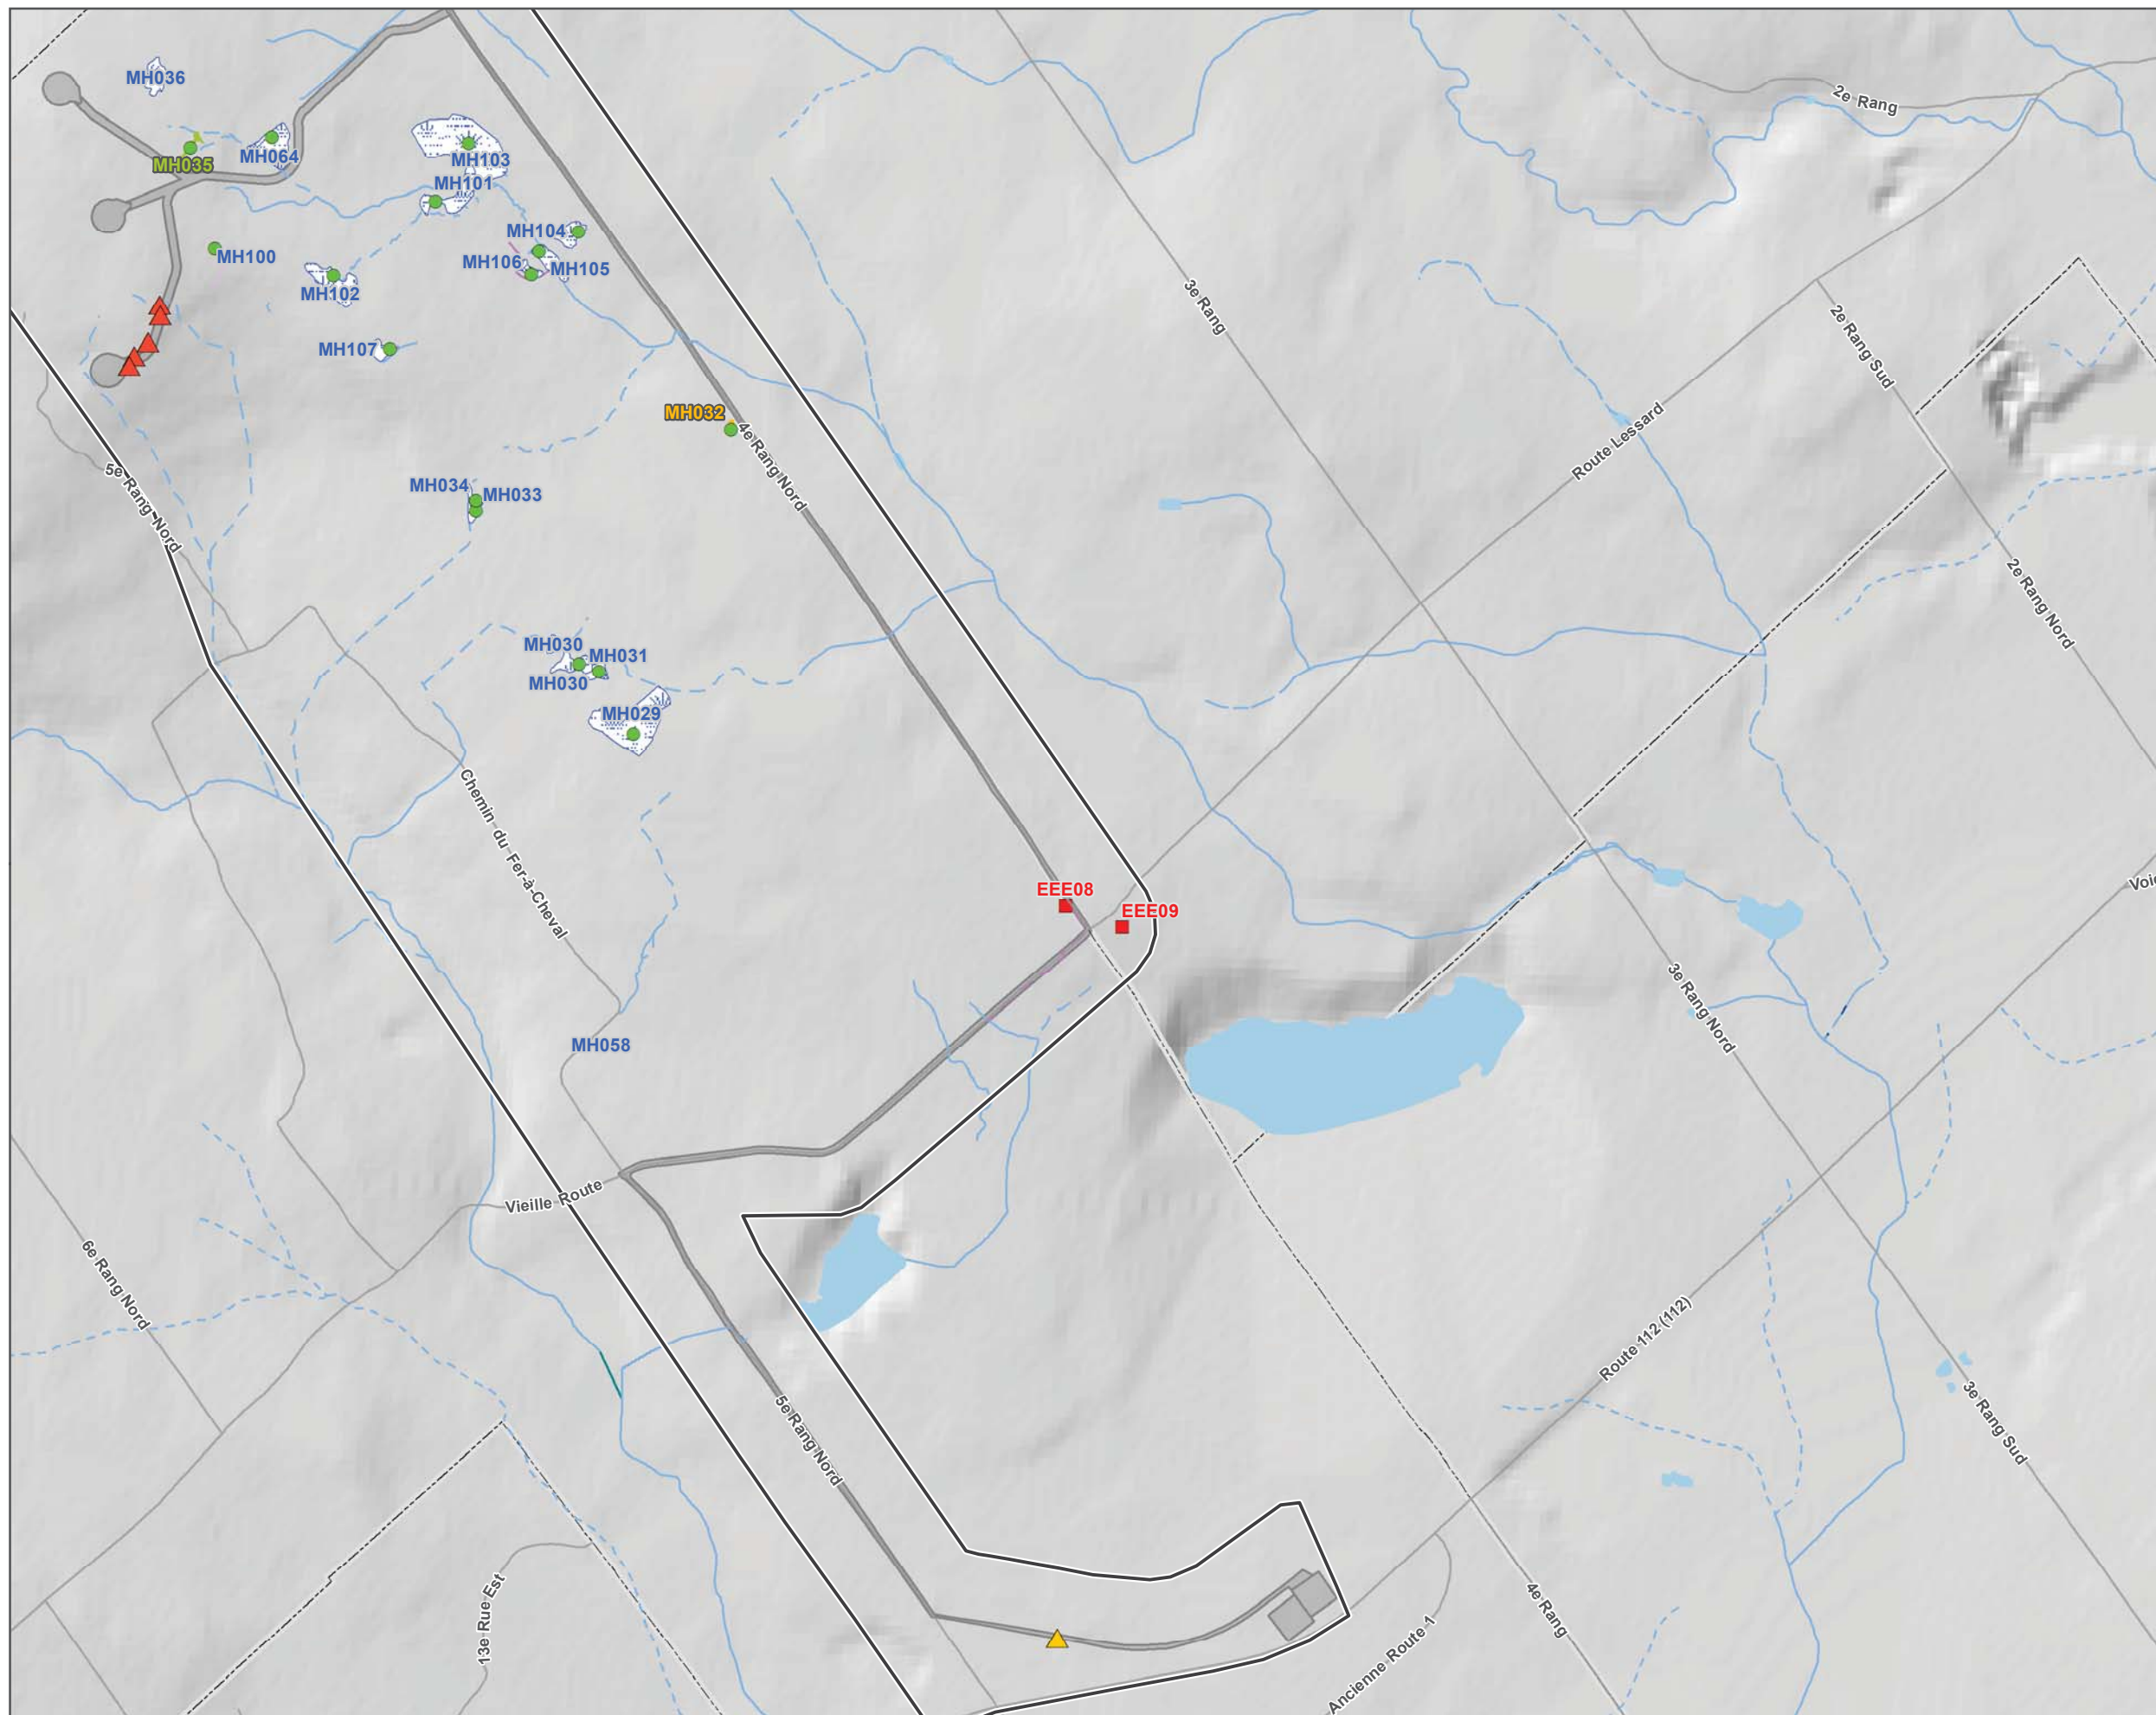 MH036
2e Rang
MH064
MH035
MH103
MH101
MH104
MH106
MH105
MH100
MH102
MH107
3e Rang
2e Rang Sud
MH032
4e Rang Nord
Route Lessard
5e Rang Nord
MH034
MH033
2e Rang Nord
MH030
MH031
MH030
MH029
Chemin du Fer-à-Cheval
EEE08
EEE09
3e Rang Nord
MH058
Vieille Route
6e Rang Nord
Route 112 (112)
5e Rang Nord
3e Rang Sud
13e Rue Est
4e Rang
Ancienne Route 1